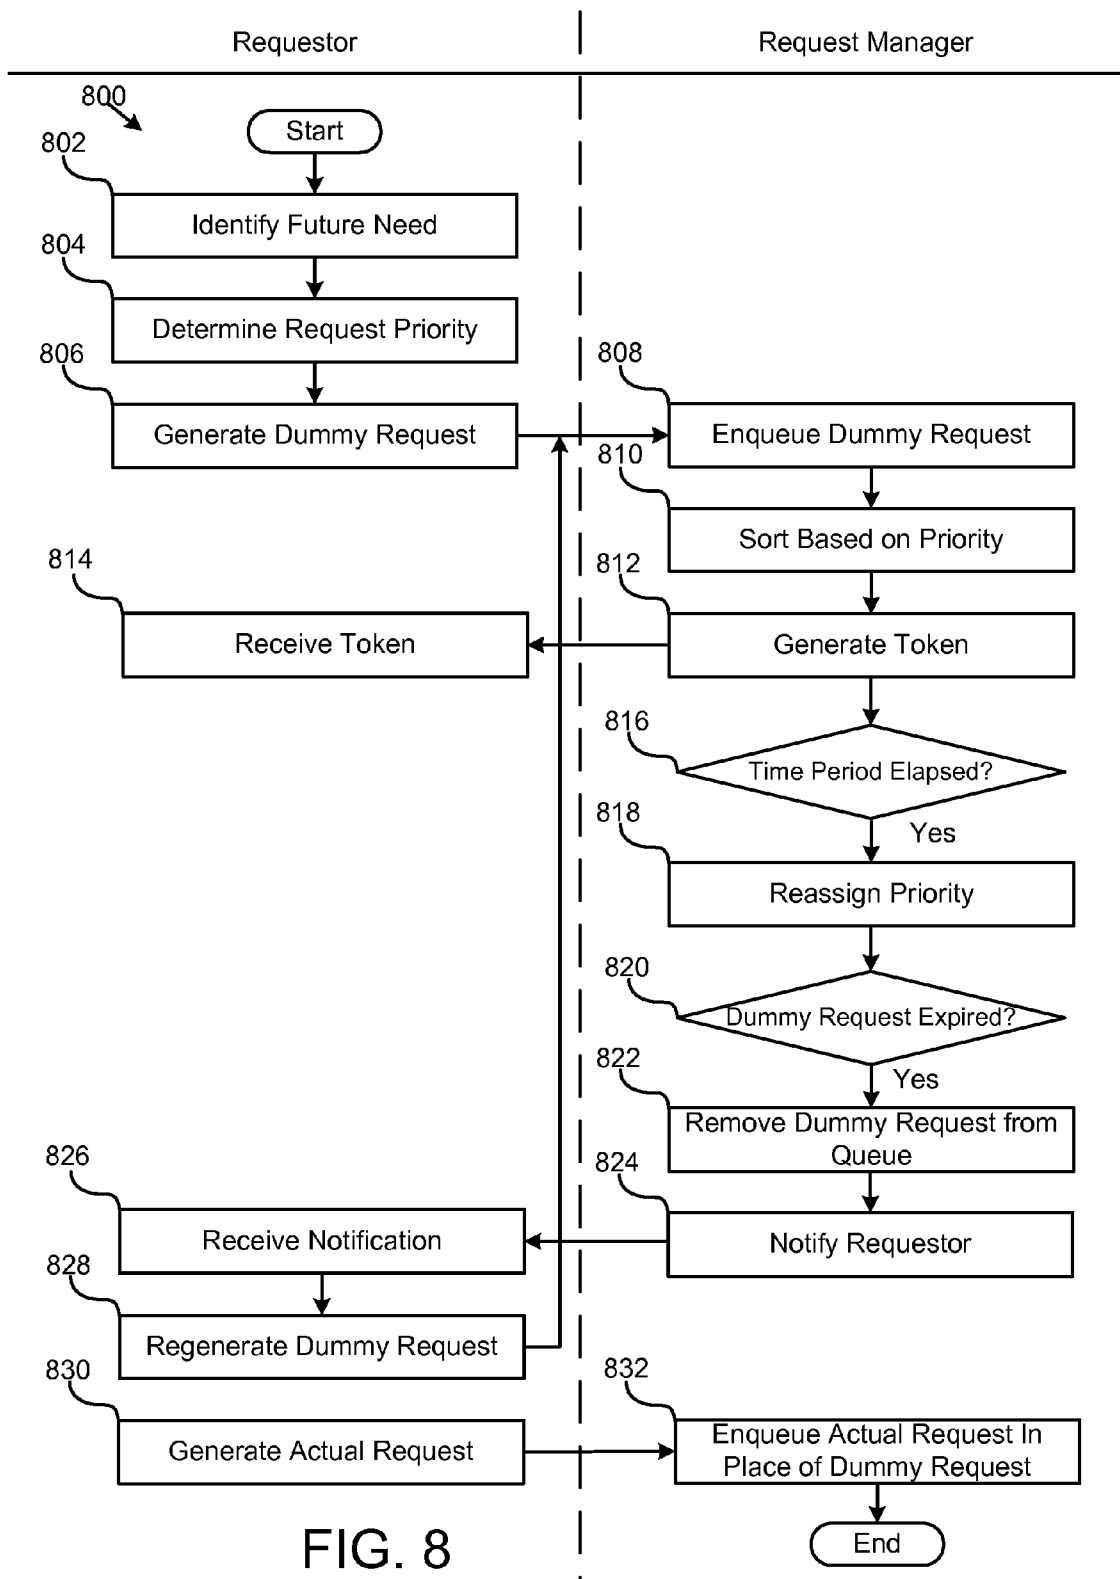 Requestor
Request Manager
800
Start
802
Identify Future Need
804
Determine Request Priority
806
Generate Dummy Request
808
Enqueue Dummy Request
810
Sort Based on Priority
812
Generate Token
814
Receive Token
816
Time Period Elapsed?
Yes
818
Reassign Priority
820
Dummy Request Expired?
Yes
822
Remove Dummy Request from
Queue
824
Notify Requestor
826
Receive Notification
828
Regenerate Dummy Request
830
Generate Actual Request
832
Enqueue Actual Request In
Place of Dummy Request
End
FIG. 8